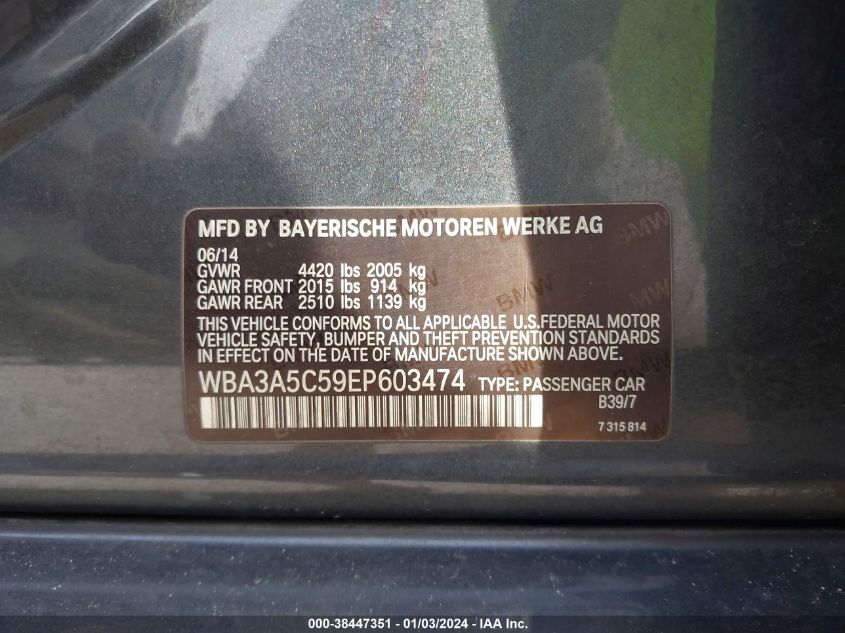 MFD BY BAYERISCHE MOTOREN WERKE AG
06/14
GVWR 4420 lbs 2005 kg
GAWR FRONT 2015 lbs 914 kg
GAWR REAR 2510 lbs 1139 kg
THIS VEHICLE CONFORMS TO ALL APPLICABLE U.S.FEDERAL MOTOR
VEHICLE SAFETY, BUMPER AND THEFT PREVENTION STANDARDS
IN EFFECT ON THE DATE OF MANUFACTURE SHOWN ABOVE.
WBA3A5C59EP603474 TYPE: PASSENGER CAR
B39/7
7 315 814
000-38447351 - 01/03/2024 - IAA Inc.